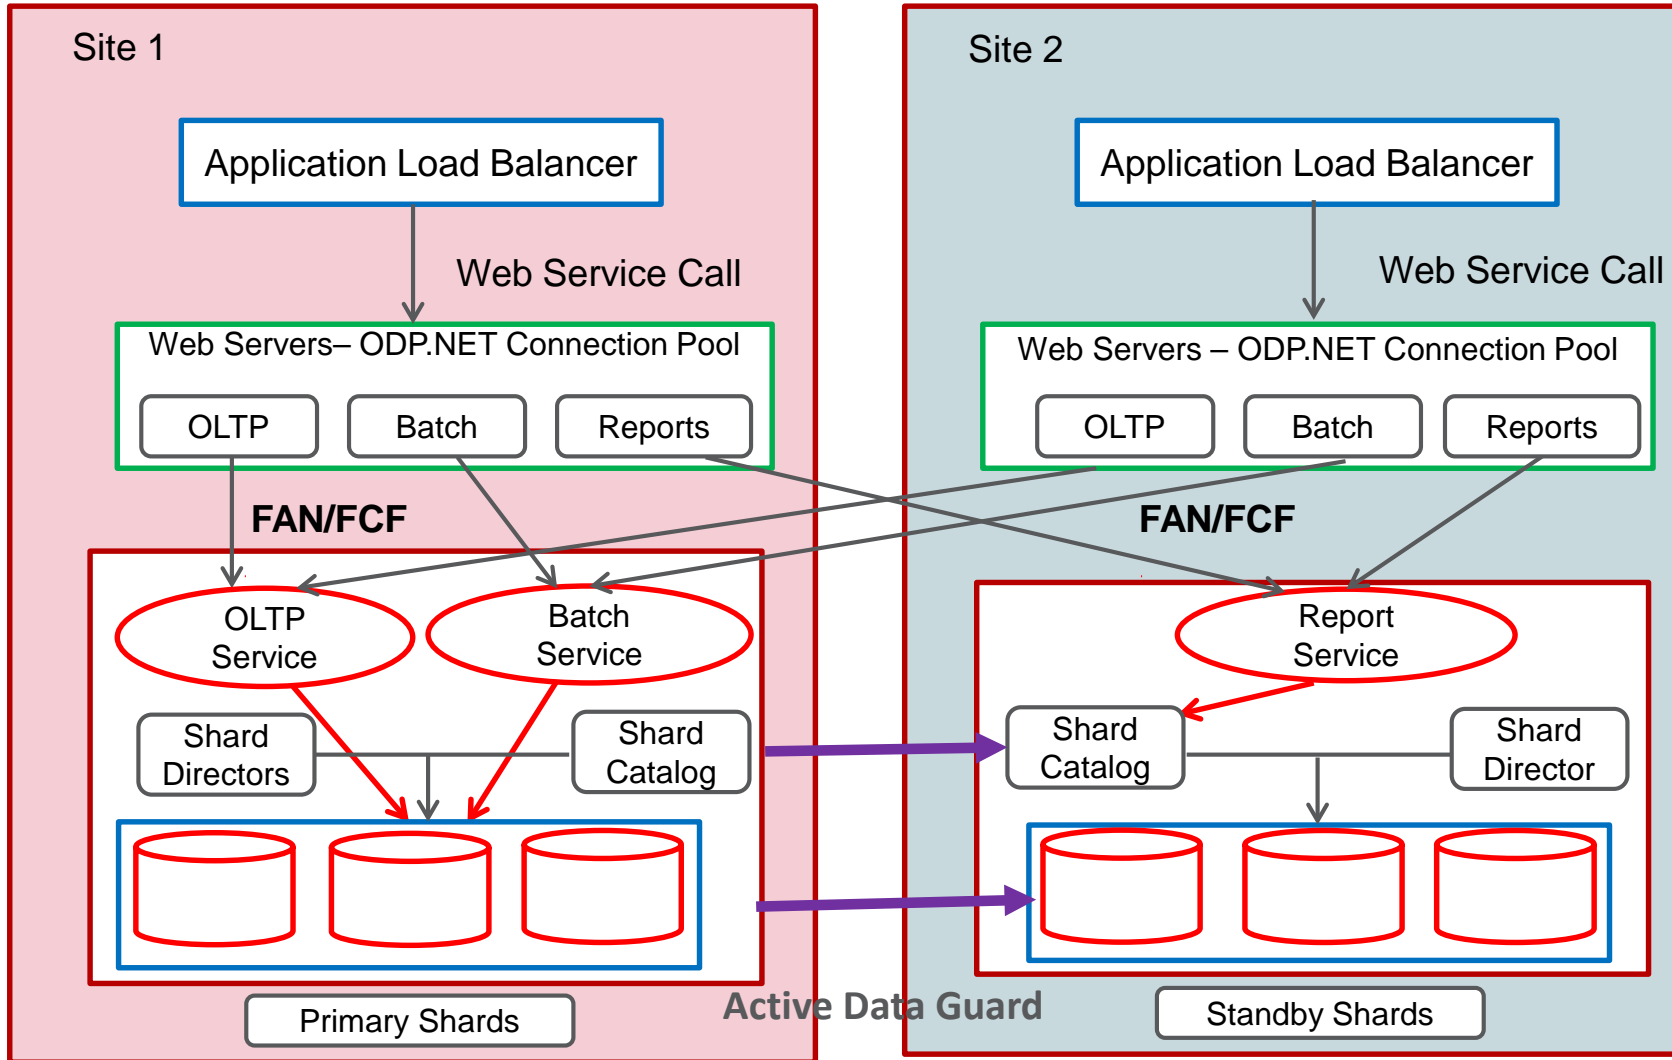 Site 1
Application Load Balancer
Web Service Call
Web Servers– ODP.NET Connection Pool
OLTP
Batch
Reports
FAN/FCF
OLTP
Service
Batch
Service
Shard
Directors
Shard
Catalog
Primary Shards
Active Data Guard
Site 2
Application Load Balancer
Web Service Call
Web Servers – ODP.NET Connection Pool
OLTP
Batch
Reports
FAN/FCF
Report
Service
Shard
Catalog
Shard
Director
Standby Shards